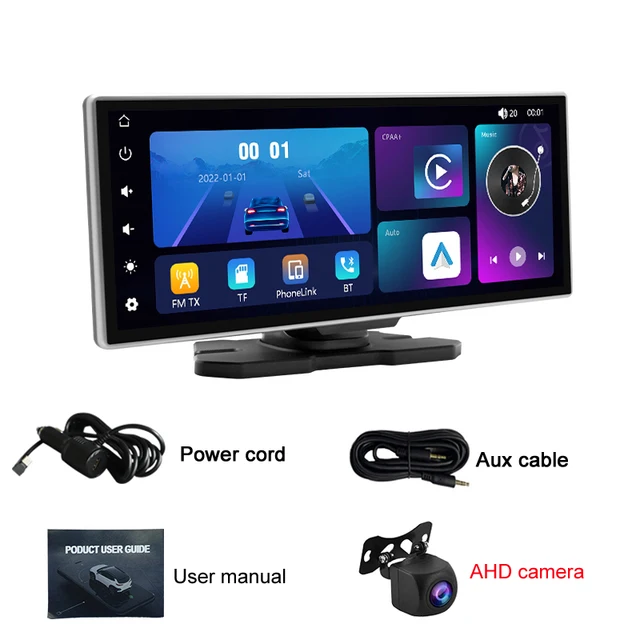 20 00:01
00 01
2022-01-01 Sat
CPAA+
Music
Auto
FM TX
TF
PhoneLink
BT
Power cord
Aux cable
PODUCT USER GUIDE
User manual
AHD camera